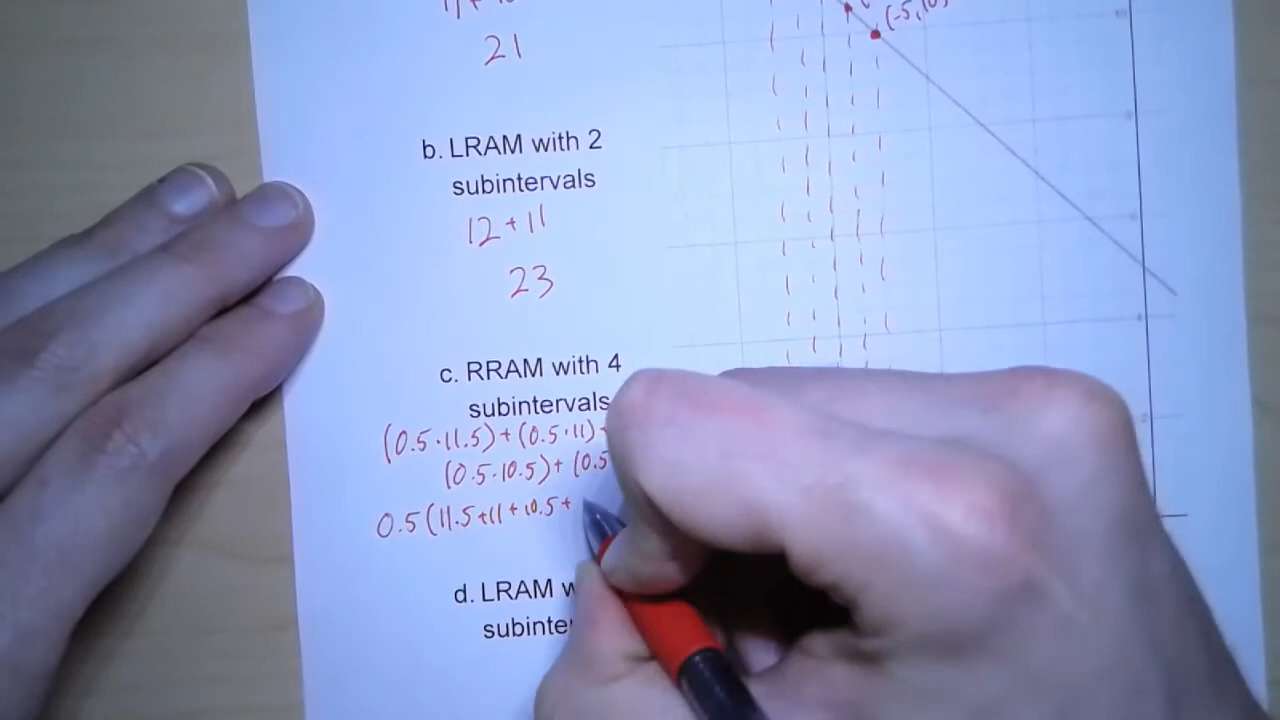 21
(-5,10)
b. LRAM with 2
subintervals
12+11
23
c. RRAM with 4
subintervals
(0.5·11.5)+(0.5·11)+
(0.5·10.5)+(0.5
0.5(11.5+11+10.5+
d. LRAM